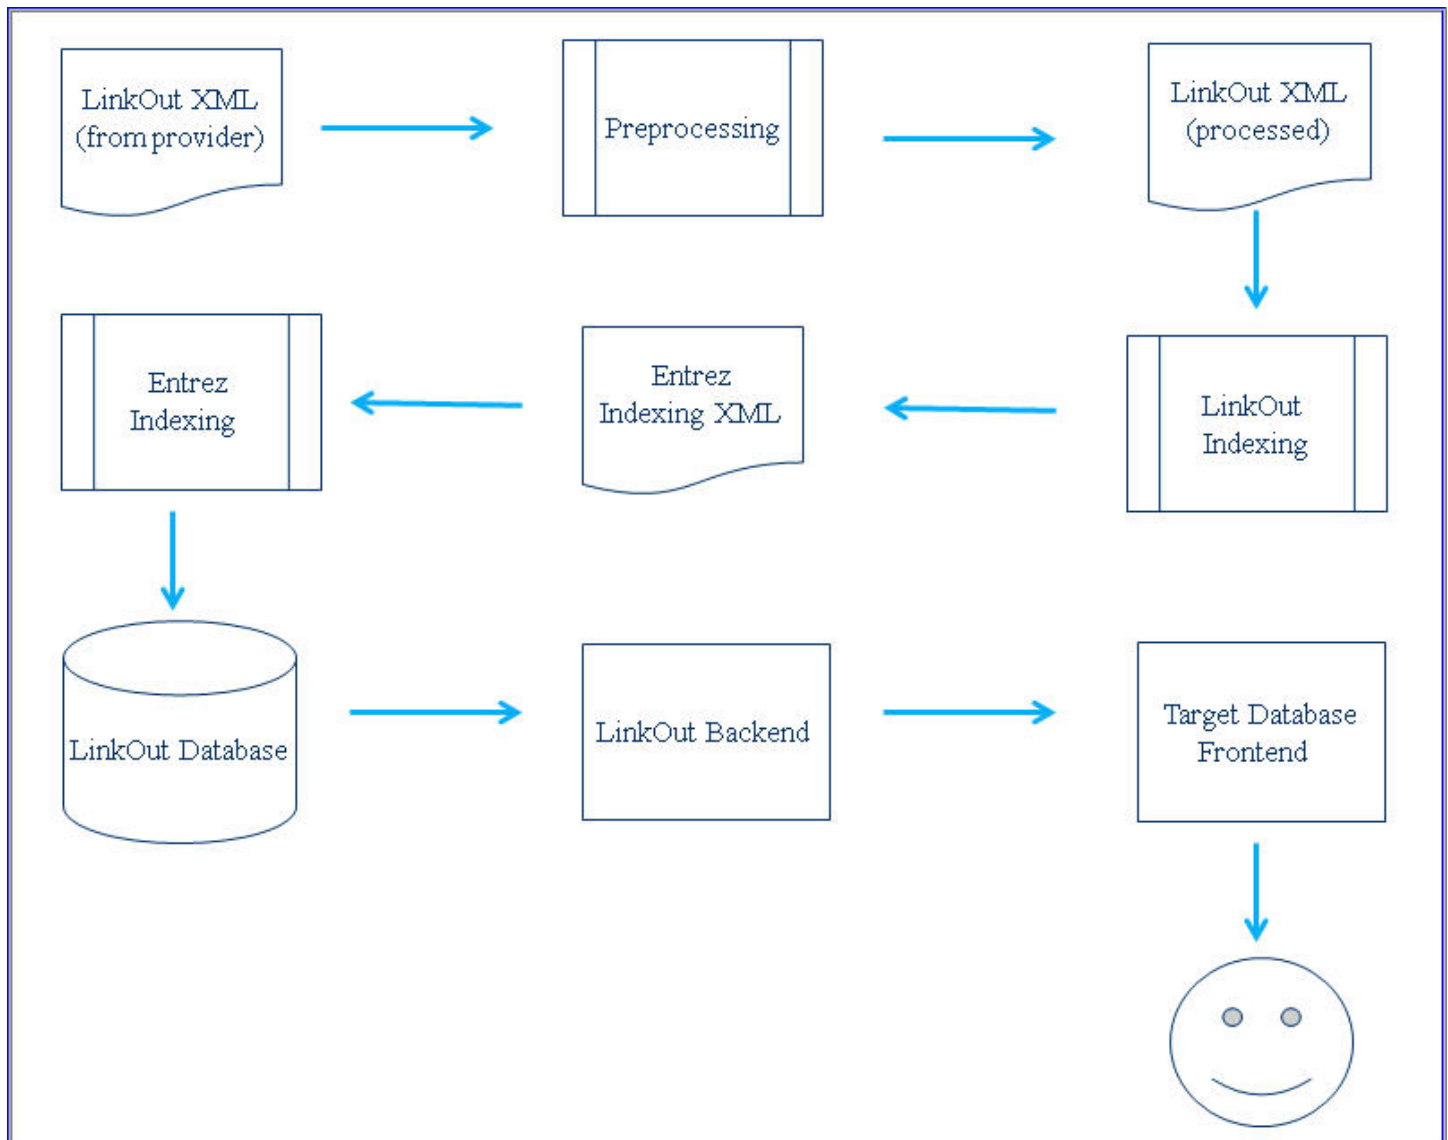 LinkOut XML
(from provider)
Preprocessing
LinkOut XML
(processed)
Entrez
Indexing
Entrez
Indexing XML
LinkOut
Indexing
LinkOut Database
LinkOut Backend
Target Database
Frontend